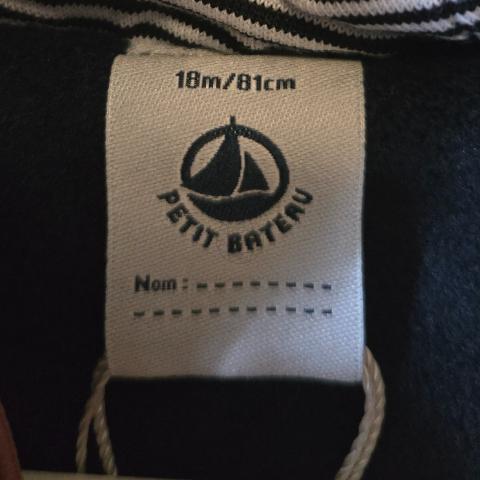 18m/81cm
PETIT BATEAU
Nom : - - - - - - - -
- - - - - - - - - - -